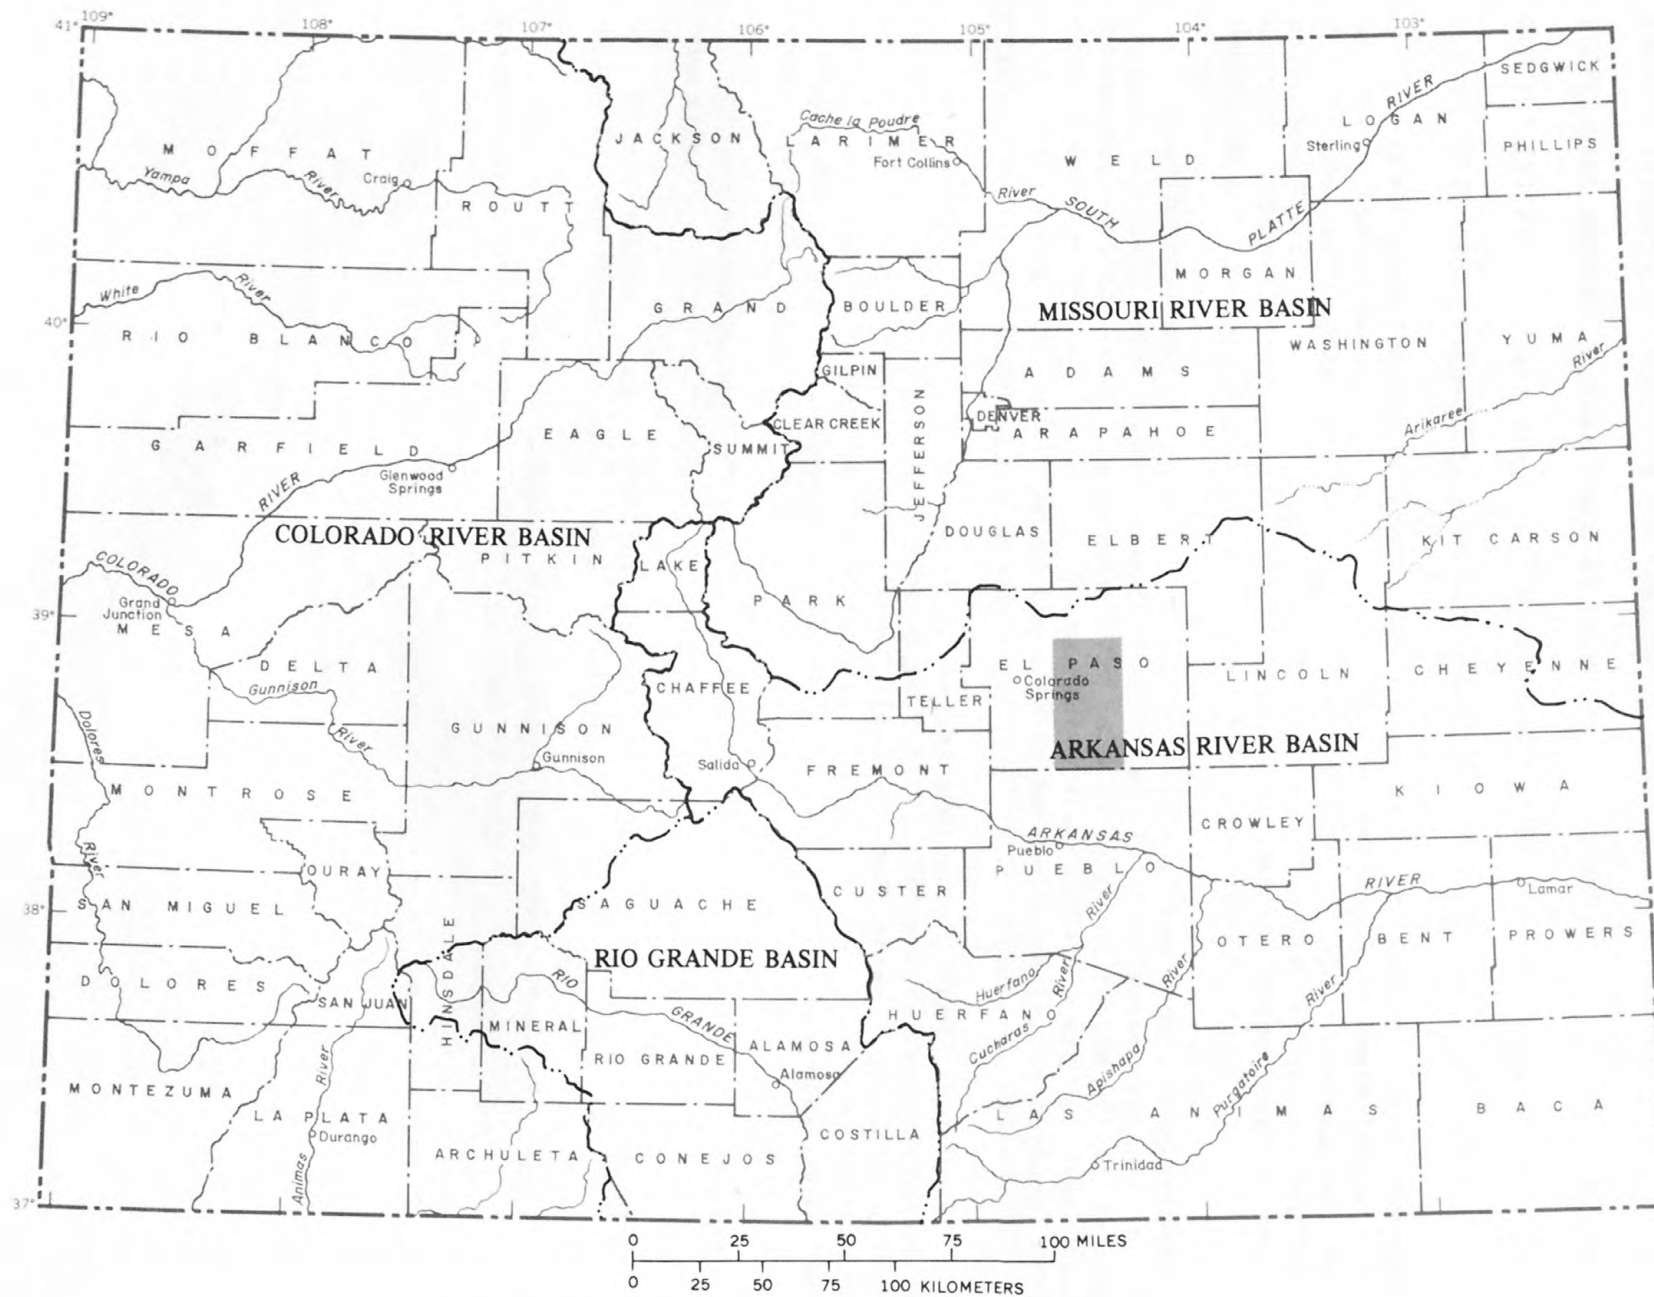 41° 109° 108° 107° 106° 105° 104° 103°
SEDGWICK
RIVER
LOGAN
Sterling
PHILLIPS
JACKSON
Cache la Poudre
LARIMER
Fort Collins
WELD
MOFFAT
Yampa
River
Craig
ROUTT
River
SOUTH
PLATTE
MORGAN
White
River
GRAND
BOULDER
MISSOURI RIVER BASIN
40°
RIO BLANCO
WASHINGTON
YUMA
River
GILPIN
ADAMS
JEFFERSON
DENVER
Arikaree
CLEAR CREEK
ARAPAHOE
GARFIELD
EAGLE
SUMMIT
Glenwood
Springs
RIVER
COLORADO RIVER BASIN
PITKIN
LAKE
DOUGLAS
ELBERT
KIT CARSON
COLORADO
Grand
Junction
39°
MESA
PARK
DELTA
Gunnison
EL PASO
Colorado
Springs
LINCOLN
CHEYENNE
CHAFFEE
TELLER
Dolores
GUNNISON
River
Gunnison
Salida
FREMONT
ARKANSAS RIVER BASIN
MONTROSE
KIOWA
CROWLEY
River
ARKANSAS
Pueblo
PUEBLO
OURAY
CUSTER
RIVER
Lamar
SAN MIGUEL
38°
SAGUACHE
River
OTERO
BENT
PROWERS
HINSDALE
RIO GRANDE BASIN
DOLORES
SAN JUAN
RIO
GRANDE
Huerfano
River
River
River
HUERFANO
MINERAL
RIO GRANDE
ALAMOSA
Alamosa
Cucharas
Apishapa
Purgatoire
MONTEZUMA
River
LA PLATA
Durango
Animas
ARCHULETA
CONEJOS
COSTILLA
LAS ANIMAS
Trinidad
BACA
37°
0 25 50 75 100 MILES
0 25 50 75 100 KILOMETERS